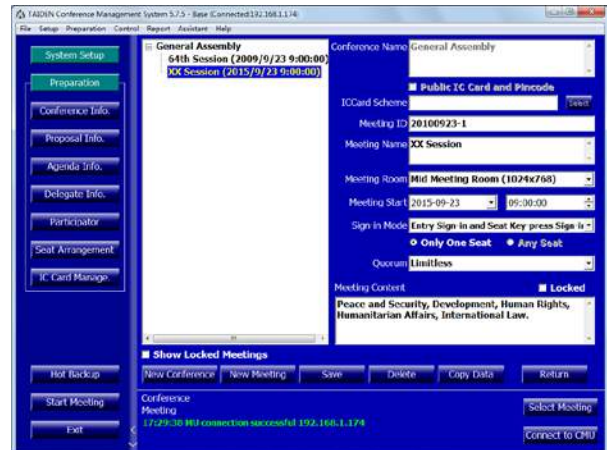 TAIDEN Conference Management System 5.7.5 - Base (Connected:192.168.1.174)
File Setup Preparation Control Report Assistant Help
System Setup
Preparation
Conference Info.
Proposal Info.
Agenda Info.
Delegate Info.
Participator
Seat Arrangement
IC Card Manage.
Hot Backup
Start Meeting
Exit
General Assembly
64th Session (2009/9/23 9:00:00)
XX Session (2015/9/23 9:00:00)
Show Locked Meetings
Conference Name General Assembly
Public IC Card and Pincode
ICCard Scheme Select
Meeting ID 20100923-1
Meeting Name XX Session
Meeting Room Mid Meeting Room (1024x768)
Meeting Start 2015-09-23 09:00:00
Sign in Mode Entry Sign-in and Seat Key press Sign-in
Only One Seat Any Seat
Quorum Limitless
Meeting Content Locked
Peace and Security, Development, Human Rights,
Humanitarian Affairs, International Law.
New Conference New Meeting Save Delete Copy Data Return
Conference
Meeting
17:29:38 MU connection successful 192.168.1.174
Select Meeting
Connect to CMU